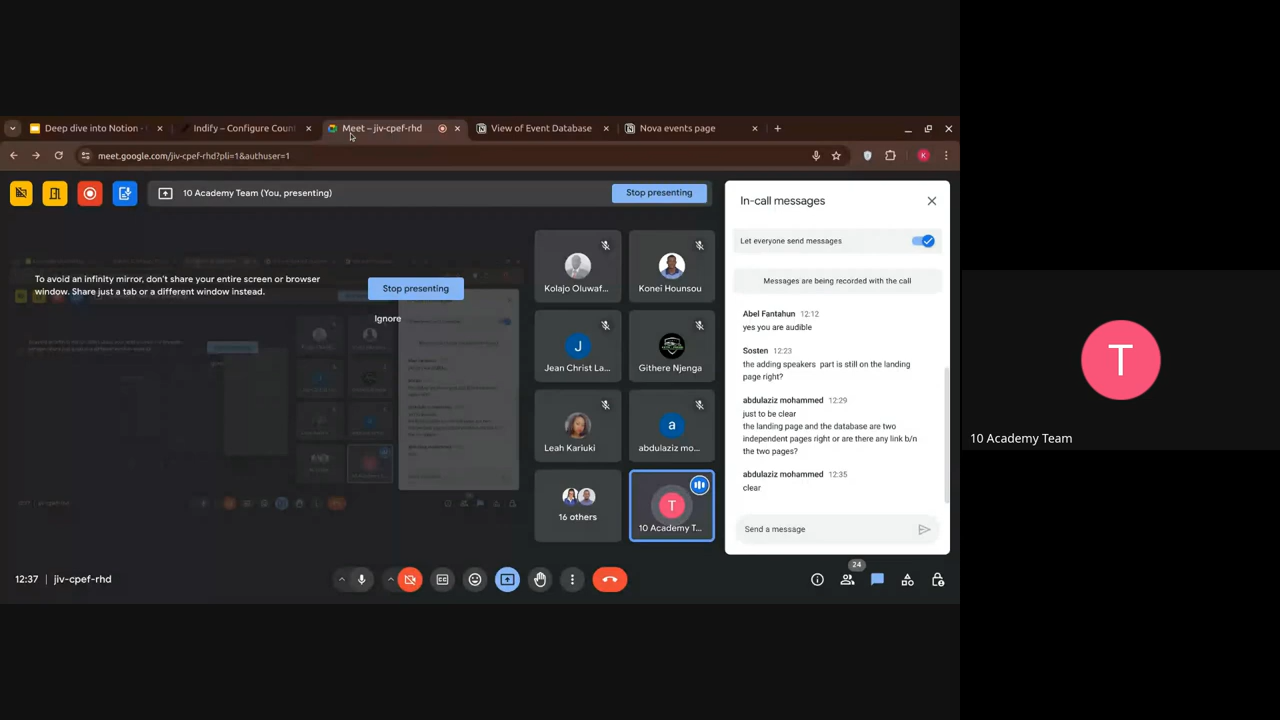 Deep dive into Notion -
Indify – Configure Coun
Meet – jiv-cpef-rhd
View of Event Database
Nova events page
meet.google.com/jiv-cpef-rhd?pli=1&authuser=1
K
10 Academy Team (You, presenting)
Stop presenting
To avoid an infinity mirror, don't share your entire screen or browser
window. Share just a tab or a different window instead.
Stop presenting
Ignore
Kolajo Oluwaf...
Konei Hounsou
J
Jean Christ La...
Githere Njenga
Leah Kariuki
a
abdulaziz mo...
16 others
T
10 Academy T...
In-call messages
Let everyone send messages
Messages are being recorded with the call
Abel Fantahun 12:12
yes you are audible
Sosten 12:23
the adding speakers part is still on the landing
page right?
abdulaziz mohammed 12:29
just to be clear
the landing page and the database are two
independent pages right or are there any link b/n
the two pages?
abdulaziz mohammed 12:35
clear
Send a message
12:37 | jiv-cpef-rhd
24
T
10 Academy Team